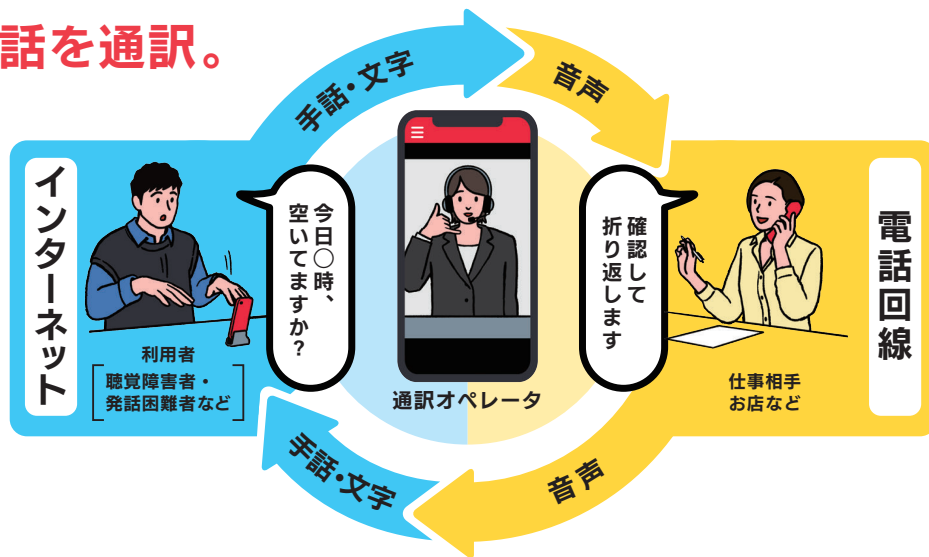 話を通訳。
手話・文字
音声
インターネット
今日○時、
空いてますか?
確認して
折り返します
電話回線
利用者
聴覚障害者・
発話困難者など
通訳オペレータ
仕事相手
お店など
手話・文字
音声